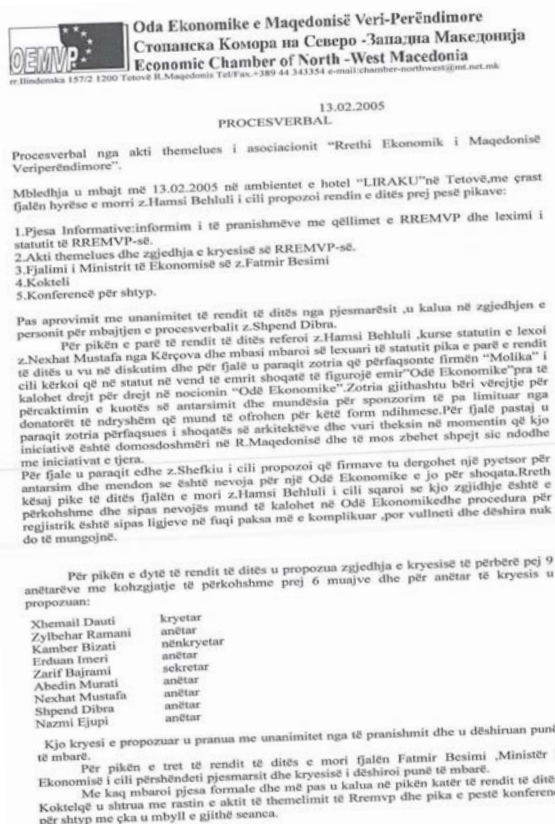 OEMVP
Oda Ekonomike e Maqedonisë Veri-Perëndimore
Стопанска Комора на Северо -Западна Македонија
Economic Chamber of North -West Macedonia
rr.Ilindenska 157/2 1200 Tetovë R.Maqedonis Tel/Fax.+389 44 343354 e-mail:chamber-northwest@mt.net.mk
13.02.2005
PROCESVERBAL
Procesverbal nga akti themelues i asociacionit “Rrethi Ekonomik i Maqedonisë
Veriperëndimore”.
Mbledhja u mbajt më 13.02.2005 në ambientet e hotel “LIRAKU”në Tetovë,me çrast
fjalën hyrëse e morri z.Hamsi Behluli i cili propozoi rendin e ditës prej pesë pikave:
1.Pjesa Informative:informim i të pranishmëve me qëllimet e RREMVP dhe leximi i
statutit të RREMVP-së.
2.Akti themelues dhe zgjedhja e kryesisë së RREMVP-së.
3.Fjalimi i Ministrit të Ekonomisë së z.Fatmir Besimi
4.Kokteli
5.Konferencë për shtyp.
Pas aprovimit me unanimitet të rendit të ditës nga pjesmarësit ,u kalua në zgjedhjen e
personit për mbajtjen e procesverbalit z.Shpend Dibra.
Për pikën e parë të rendit të ditës referoi z.Hamsi Behluli ,kurse statutin e lexoi
z.Nexhat Mustafa nga Kërçova dhe mbasi mbaroi së lexuari të statutit pika e parë e rendit
të ditës u vu në diskutim dhe për fjalë u paraqit zotria që përfaqsonte firmën “Molika” i
cili kërkoi që në statut në vend të emrit shoqatë të figurojë emir”Odë Ekonomike”pra të
kalohet drejt për drejt në nocionin “Odë Ekonomike”.Zotria gjithashtu bëri vërejtje për
përcaktimin e kuotës së antarsimit dhe mundësia për sponzorim të pa limituar nga
donatorët të ndryshëm që mund të ofrohen për këtë form ndihmese.Për fjalë pastaj u
paraqit zotria përfaqsues i shoqatës së arkitektëve dhe vuri theksin në momentin që kjo
iniciativë është domosdoshmëri në R.Maqedonisë dhe të mos zbehet shpejt sic ndodhe
me iniciativat e tjera.
Për fjale u paraqit edhe z.Shefkiu i cili propozoi që firmave tu dergohet një pyetsor për
antarsim dhe mendon se është nevoja për një Odë Ekonomike e jo për shoqata.Rreth
kësaj pike të ditës fjalën e mori z.Hamsi Behluli i cili sqaroi se kjo zgjidhje është e
përkohshme dhe sipas nevojës mund të kalohet në Odë Ekonomikedhe procedura për
regjistrik është sipas ligjeve në fuqi paksa më e komplikuar ,por vullneti dhe dëshira nuk
do të mungojnë.
Për pikën e dytë të rendit të ditës u propozua zgjedhja e kryesisë të përbërë pej 9
anëtarëve me kohzgjatje të përkohshme prej 6 muajve dhe për anëtar të kryesis u
propozuan:
Xhemail Dauti kryetar
Zylbehar Ramani anëtar
Kamber Bizati nënkryetar
Erduan Imeri anëtar
Zarif Bajrami sekretar
Abedin Murati anëtar
Nexhat Mustafa anëtar
Shpend Dibra anëtar
Nazmi Ejupi anëtar
Kjo kryesi e propozuar u pranua me unanimitet nga të pranishmit dhe u dëshiruan punë
të mbarë.
Për pikën e tret të rendit të ditës e mori fjalën Fatmir Besimi ,Ministër i
Ekonomisë i cili përshëndeti pjesmarsit dhe kryesisë i dëshiroi punë të mbarë.
Me kaq mbaroi pjesa formale dhe më pas u kalua në pikën katër të rendit të ditës
Koktelqë u shtrua me rastin e aktit të themelimit të Rremvp dhe pika e pestë konferenc
për shtyp me çka u mbyll e gjithë seanca.